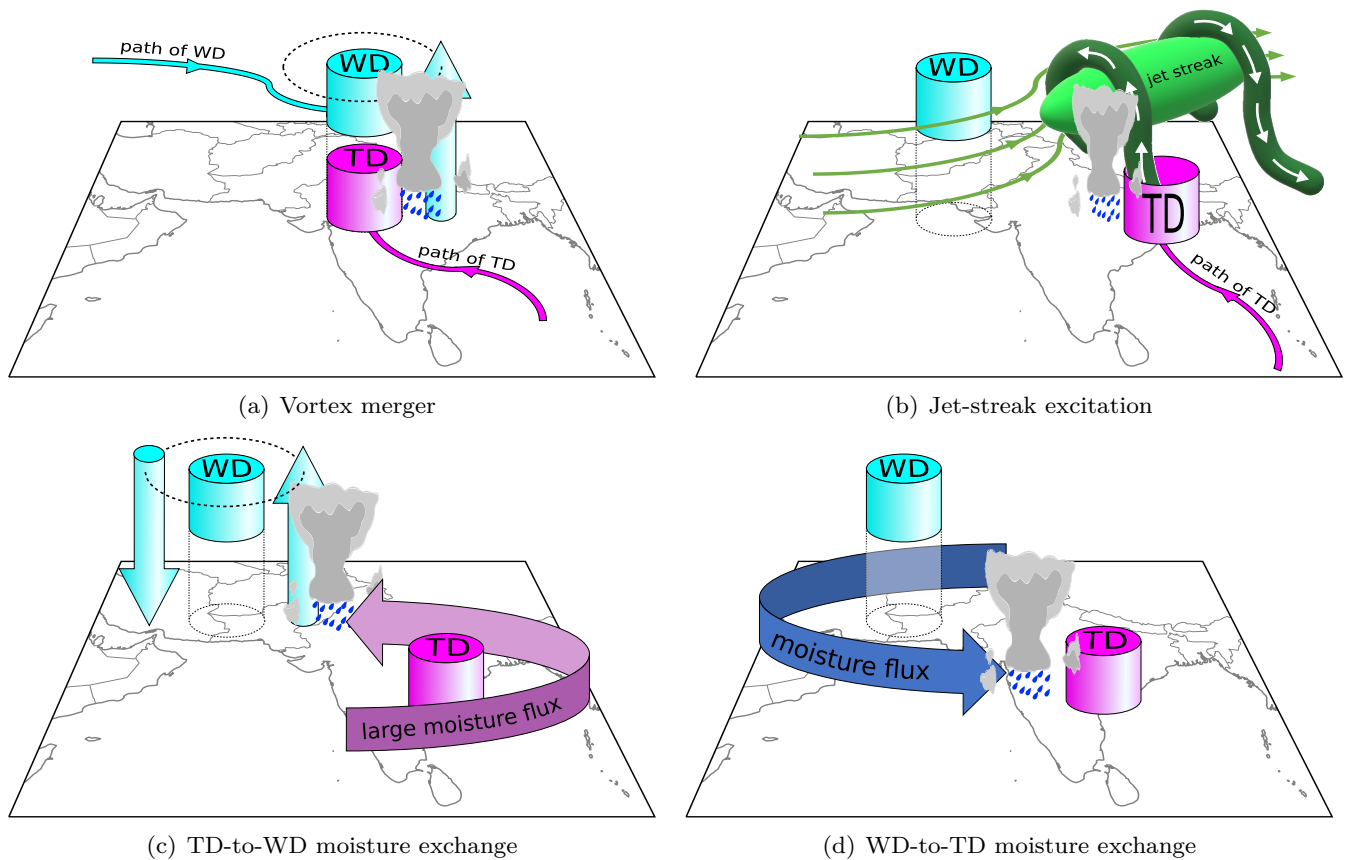 path of WD
WD
TD
path of TD
(a) Vortex merger
WD
jet streak
TD
path of TD
(b) Jet-streak excitation
WD
TD
large moisture flux
(c) TD-to-WD moisture exchange
WD
moisture flux
TD
(d) WD-to-TD moisture exchange